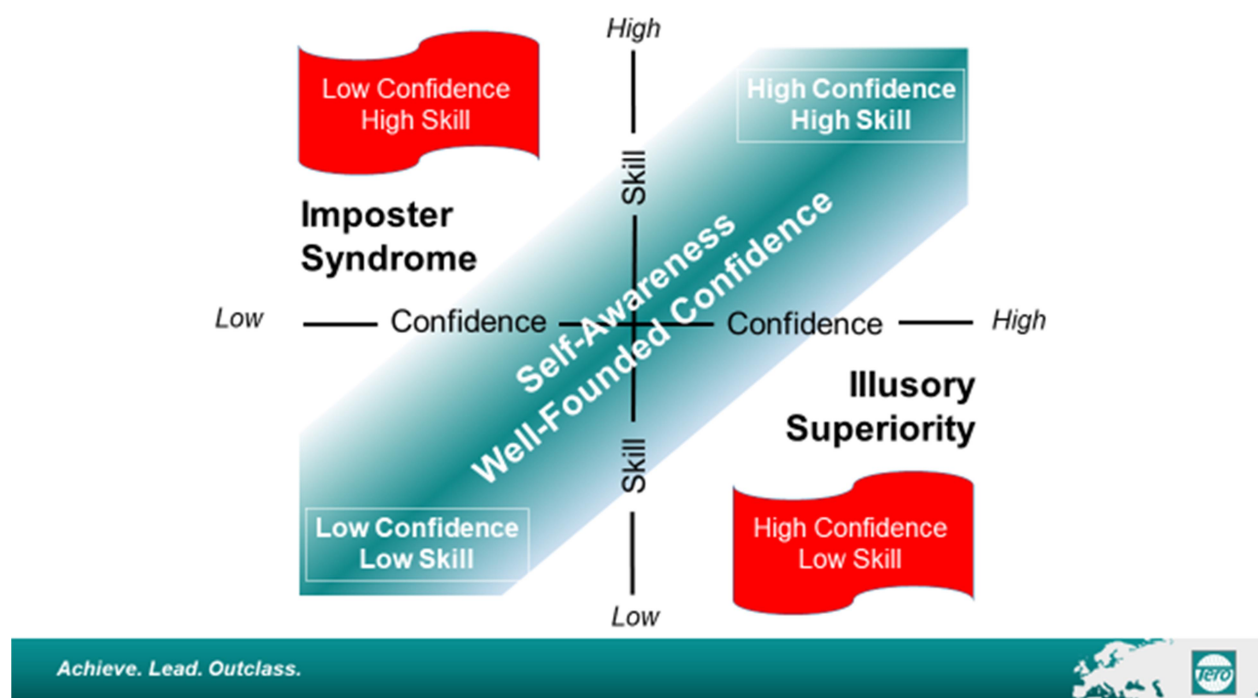 High
Low Confidence
High Skill
High Confidence
High Skill
Skill
Imposter
Syndrome
Self-Awareness
Well-Founded Confidence
Low
Confidence
Confidence
High
Illusory
Superiority
Skill
Low Confidence
Low Skill
High Confidence
Low Skill
Low
Achieve. Lead. Outclass.
Tero